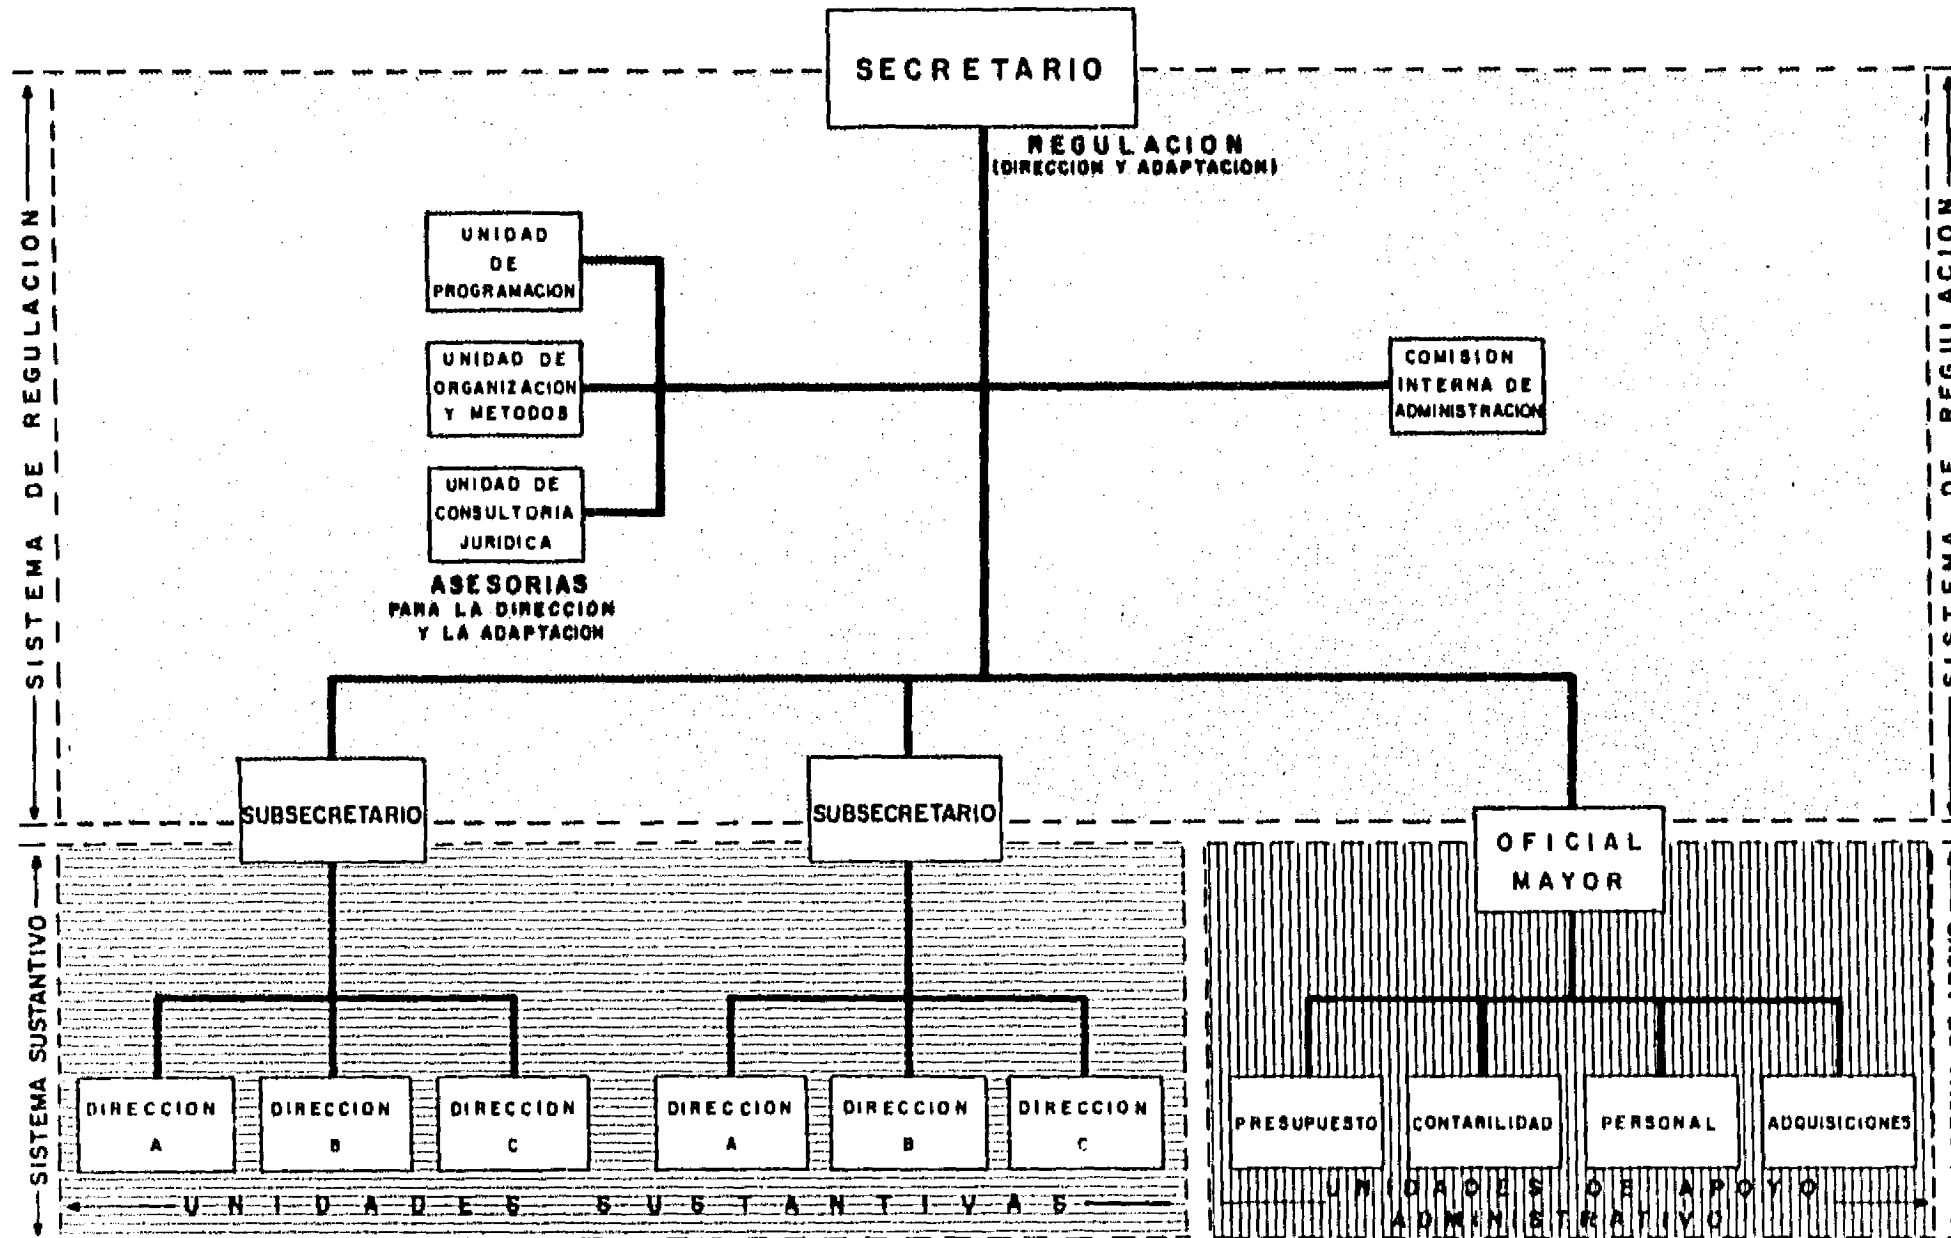 SECRETARIO
REGULACION
(DIRECCION Y ADAPTACION)
SISTEMA DE REGULACION
SISTEMA DE REGULACION
UNIDAD
DE
PROGRAMACION
UNIDAD DE
ORGANIZACION
Y METODOS
UNIDAD DE
CONSULTORIA
JURIDICA
ASESORIAS
PARA LA DIRECCION
Y LA ADAPTACION
COMISION
INTERNA DE
ADMINISTRACION
SUBSECRETARIO
SUBSECRETARIO
OFICIAL
MAYOR
SISTEMA SUSTANTIVO
DIRECCION
A
DIRECCION
B
DIRECCION
C
DIRECCION
A
DIRECCION
B
DIRECCION
C
PRESUPUESTO
CONTABILIDAD
PERSONAL
ADQUISICIONES
UNIDADES SUSTANTIVAS
UNIDADES DE APOYO
ADMINISTRATIVO